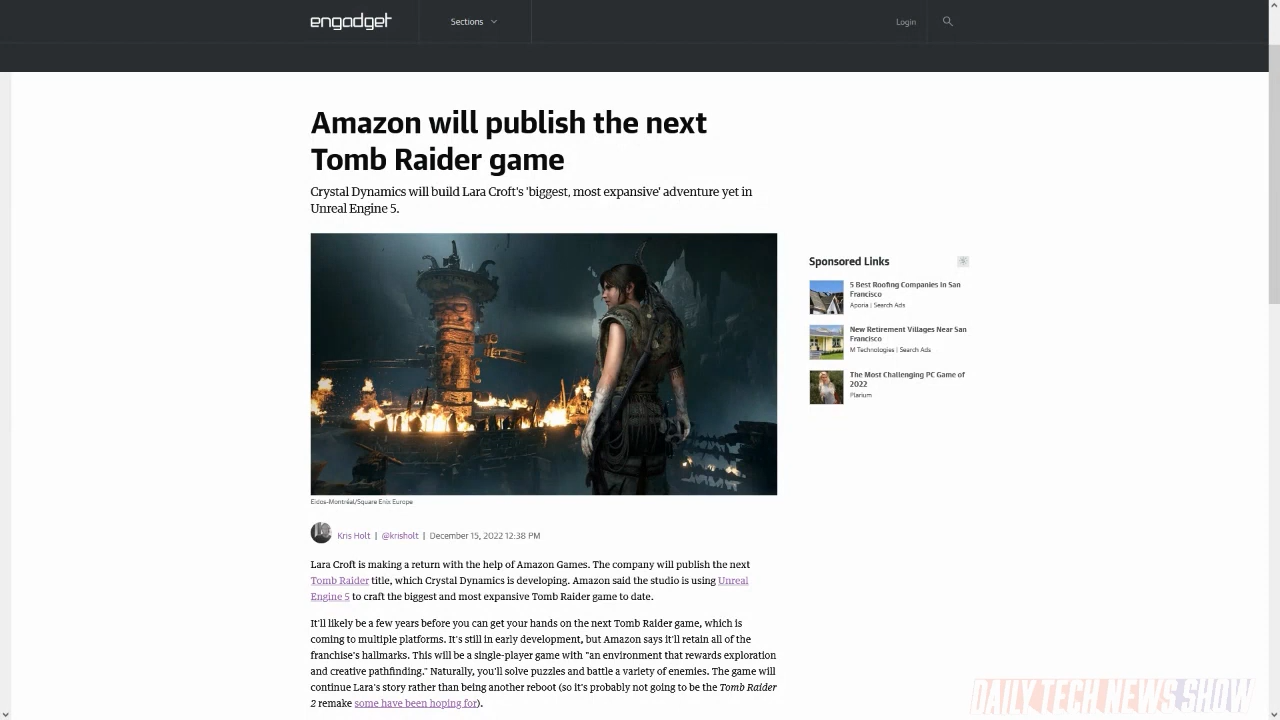 engadget
Sections
Login
Amazon will publish the next
Tomb Raider game
Crystal Dynamics will build Lara Croft's 'biggest, most expansive' adventure yet in
Unreal Engine 5.
Eidos-Montréal/Square Enix Europe
Kris Holt | @krisholt | December 15, 2022 12:38 PM
Lara Croft is making a return with the help of Amazon Games. The company will publish the next
Tomb Raider title, which Crystal Dynamics is developing. Amazon said the studio is using Unreal
Engine 5 to craft the biggest and most expansive Tomb Raider game to date.
It'll likely be a few years before you can get your hands on the next Tomb Raider game, which is
coming to multiple platforms. It's still in early development, but Amazon says it'll retain all of the
franchise's hallmarks. This will be a single-player game with "an environment that rewards exploration
and creative pathfinding." Naturally, you'll solve puzzles and battle a variety of enemies. The game will
continue Lara's story rather than being another reboot (so it's probably not going to be the Tomb Raider
2 remake some have been hoping for).
Sponsored Links
5 Best Roofing Companies In San
Francisco
Aporia | Search Ads
New Retirement Villages Near San
Francisco
M Technologies | Search Ads
The Most Challenging PC Game of
2022
Plarium
DAILY TECH NEWS SHOW